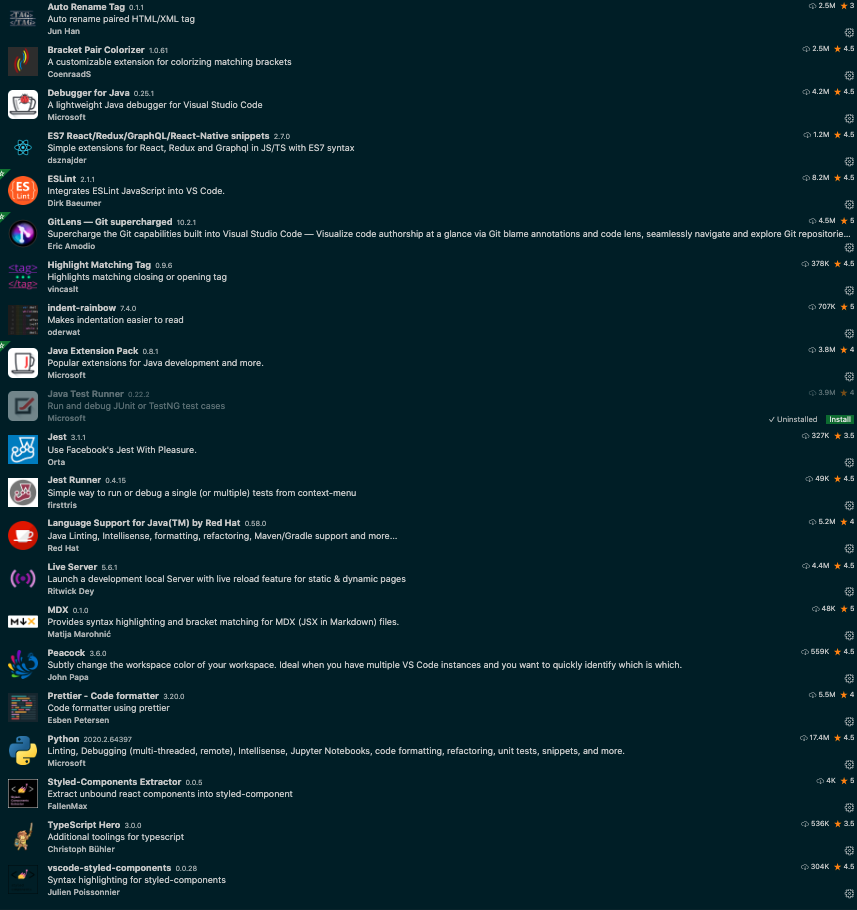 Auto Rename Tag 0.1.1 2.5M ★ 3
Auto rename paired HTML/XML tag
Jun Han
Bracket Pair Colorizer 1.0.61 2.5M ★ 4.5
A customizable extension for colorizing matching brackets
CoenraadS
Debugger for Java 0.25.1 4.2M ★ 4.5
A lightweight Java debugger for Visual Studio Code
Microsoft
ES7 React/Redux/GraphQL/React-Native snippets 2.7.0 1.2M ★ 4.5
Simple extensions for React, Redux and Graphql in JS/TS with ES7 syntax
dsznajder
ESLint 2.1.1 8.2M ★ 4.5
Integrates ESLint JavaScript into VS Code.
Dirk Baeumer
GitLens — Git supercharged 10.2.1 4.5M ★ 5
Supercharge the Git capabilities built into Visual Studio Code — Visualize code authorship at a glance via Git blame annotations and code lens, seamlessly navigate and explore Git repositorie...
Eric Amodio
Highlight Matching Tag 0.9.6 378K ★ 4.5
Highlights matching closing or opening tag
vincaslt
indent-rainbow 7.4.0 707K ★ 5
Makes indentation easier to read
oderwat
Java Extension Pack 0.8.1 3.8M ★ 4
Popular extensions for Java development and more.
Microsoft
Java Test Runner 0.22.2 3.9M ★ 4
Run and debug JUnit or TestNG test cases
Microsoft ✓ Uninstalled Install
Jest 3.1.1 327K ★ 3.5
Use Facebook's Jest With Pleasure.
Orta
Jest Runner 0.4.15 49K ★ 4.5
Simple way to run or debug a single (or multiple) tests from context-menu
firsttris
Language Support for Java(TM) by Red Hat 0.58.0 5.2M ★ 4
Java Linting, Intellisense, formatting, refactoring, Maven/Gradle support and more...
Red Hat
Live Server 5.6.1 4.4M ★ 4.5
Launch a development local Server with live reload feature for static & dynamic pages
Ritwick Dey
MDX 0.1.0 48K ★ 5
Provides syntax highlighting and bracket matching for MDX (JSX in Markdown) files.
Matija Marohnić
Peacock 3.6.0 559K ★ 4.5
Subtly change the workspace color of your workspace. Ideal when you have multiple VS Code instances and you want to quickly identify which is which.
John Papa
Prettier - Code formatter 3.20.0 5.5M ★ 4
Code formatter using prettier
Esben Petersen
Python 2020.2.64397 17.4M ★ 4.5
Linting, Debugging (multi-threaded, remote), Intellisense, Jupyter Notebooks, code formatting, refactoring, unit tests, snippets, and more.
Microsoft
Styled-Components Extractor 0.0.5 4K ★ 5
Extract unbound react components into styled-component
FallenMax
TypeScript Hero 3.0.0 536K ★ 3.5
Additional toolings for typescript
Christoph Bühler
vscode-styled-components 0.0.28 304K ★ 4.5
Syntax highlighting for styled-components
Julien Poissonnier